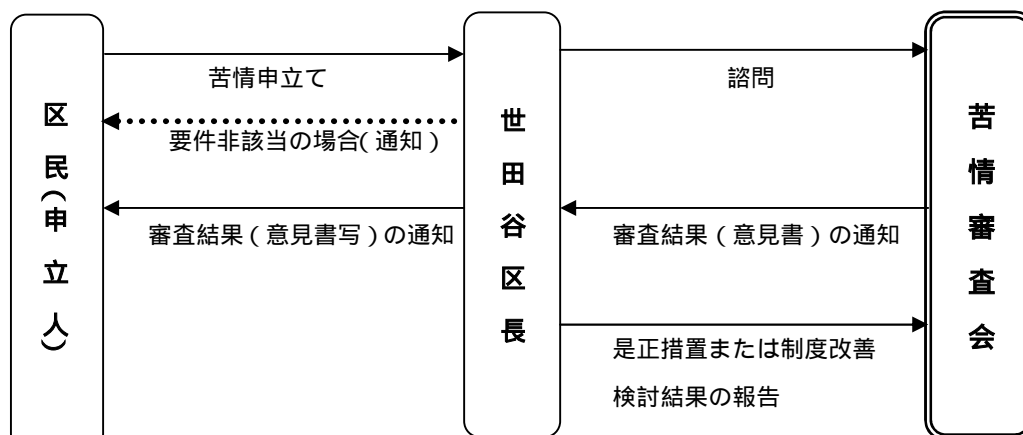 区民(申立人)
苦情申立て
要件非該当の場合(通知)
審査結果(意見書写)の通知
世田谷区長
諮問
審査結果(意見書)の通知
是正措置または制度改善
検討結果の報告
苦情審査会